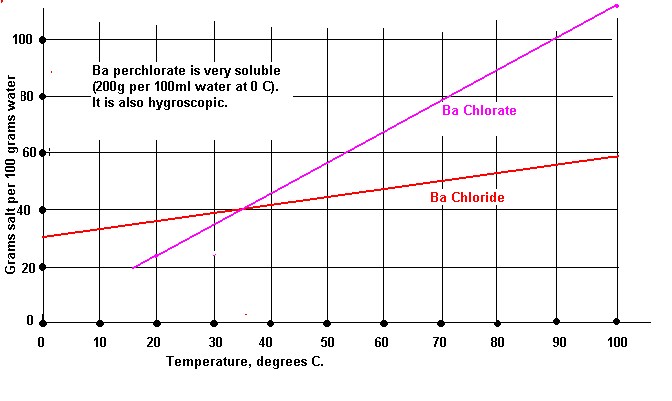 Grams salt per 100 grams water
100
80
60
40
20
0
Ba perchlorate is very soluble
(200g per 100ml water at 0 C).
It is also hygroscopic.
Ba Chlorate
Ba Chloride
0 10 20 30 40 50 60 70 80 90 100
Temperature, degrees C.